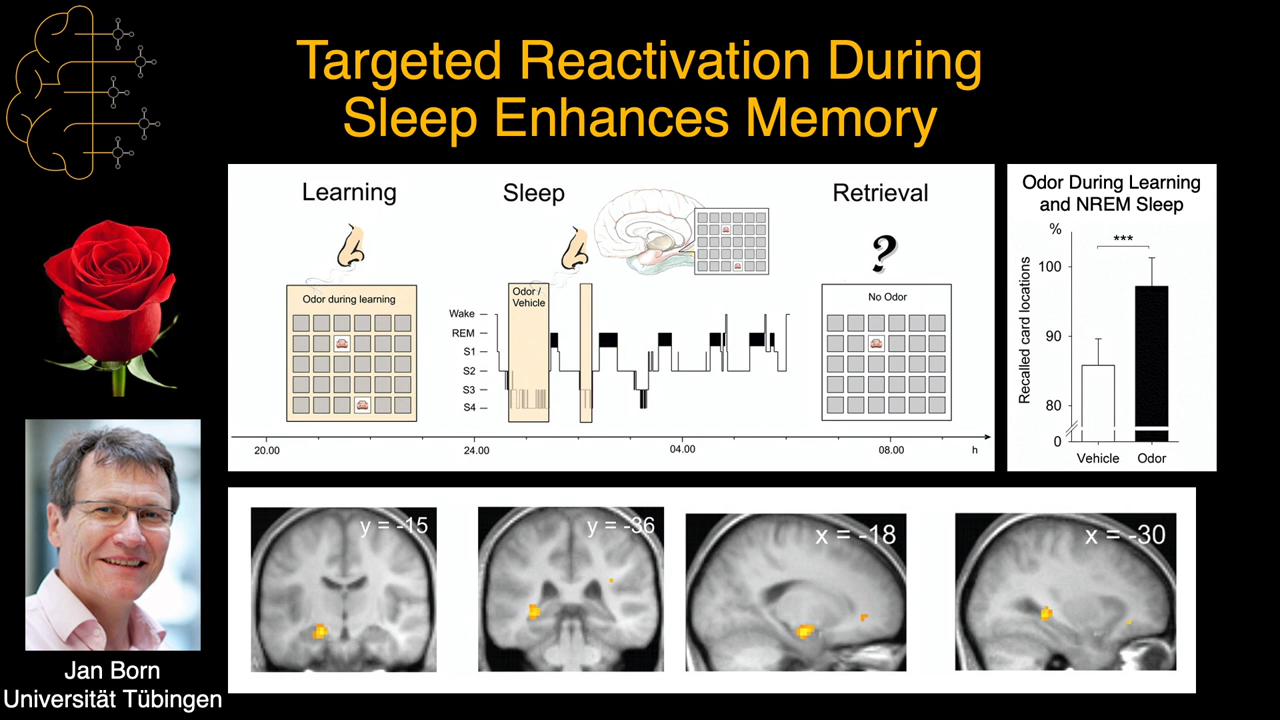 Targeted Reactivation During
Sleep Enhances Memory
Learning
Sleep
Retrieval
?
Odor during learning
Odor /
Vehicle
No Odor
Wake
REM
S1
S2
S3
S4
20.00
24.00
04.00
08.00
h
Odor During Learning
and NREM Sleep
%
***
Recalled card locations
100
90
80
0
Vehicle
Odor
Jan Born
Universität Tübingen
y = -15
y = -36
x = -18
x = -30